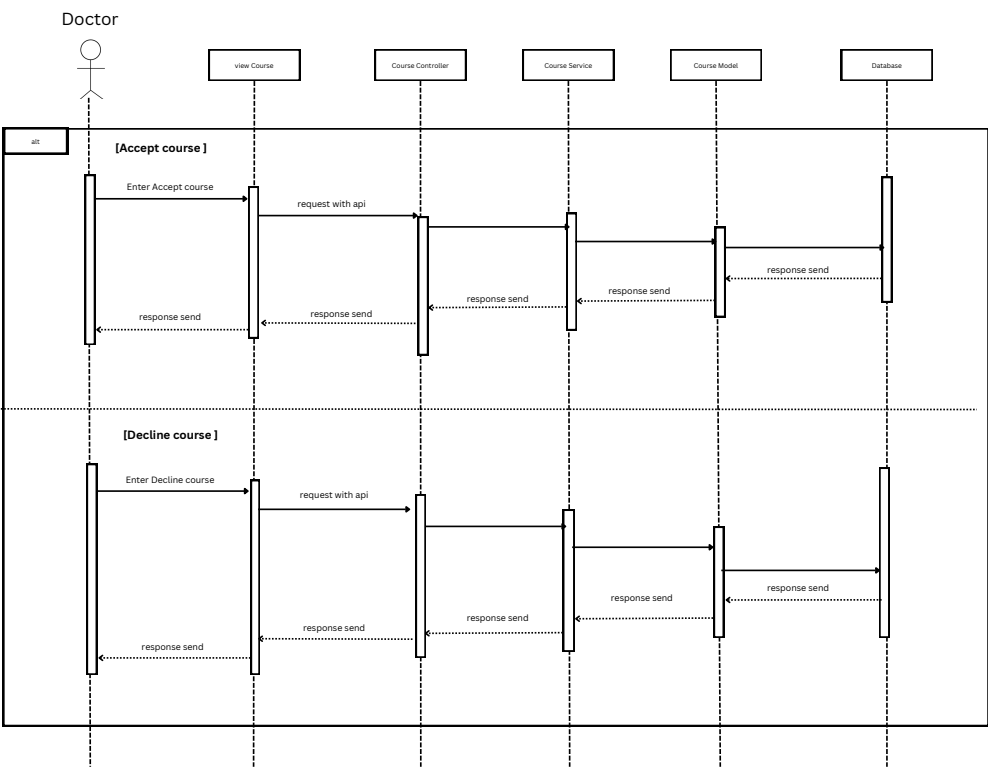 Doctor
view Course
Course Controller
Course Service
Course Model
Database
alt
[Accept course ]
Enter Accept course
request with api
response send
response send
response send
response send
response send
[Decline course ]
Enter Decline course
request with api
response send
response send
response send
response send
response send